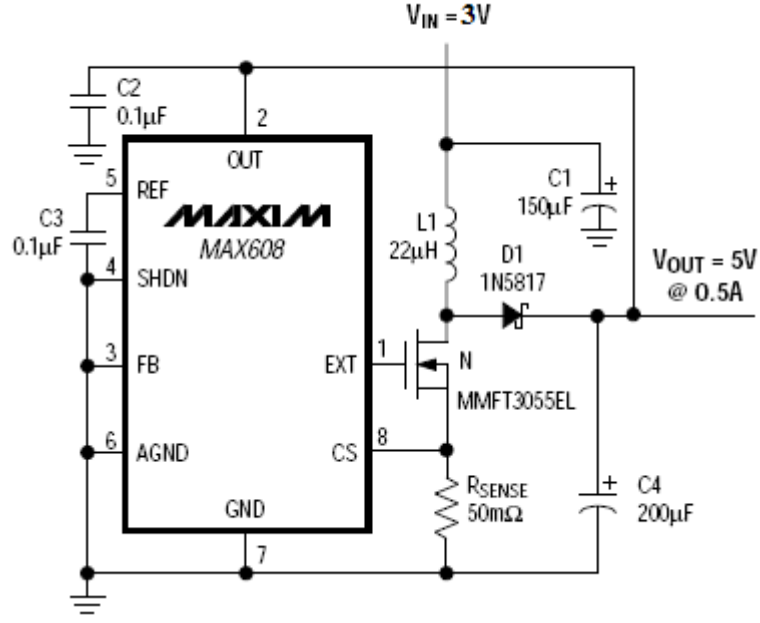 VIN = 3V
C2
0.1µF
2
OUT
5
REF
MAXIM
MAX608
C3
0.1µF
4
SHDN
C1
150µF
+
L1
22µH
D1
1N5817
VOUT = 5V
@ 0.5A
3
FB
EXT
1
N
MMFT3055EL
6
AGND
CS
8
RSENSE
50mΩ
+
C4
200µF
GND
7